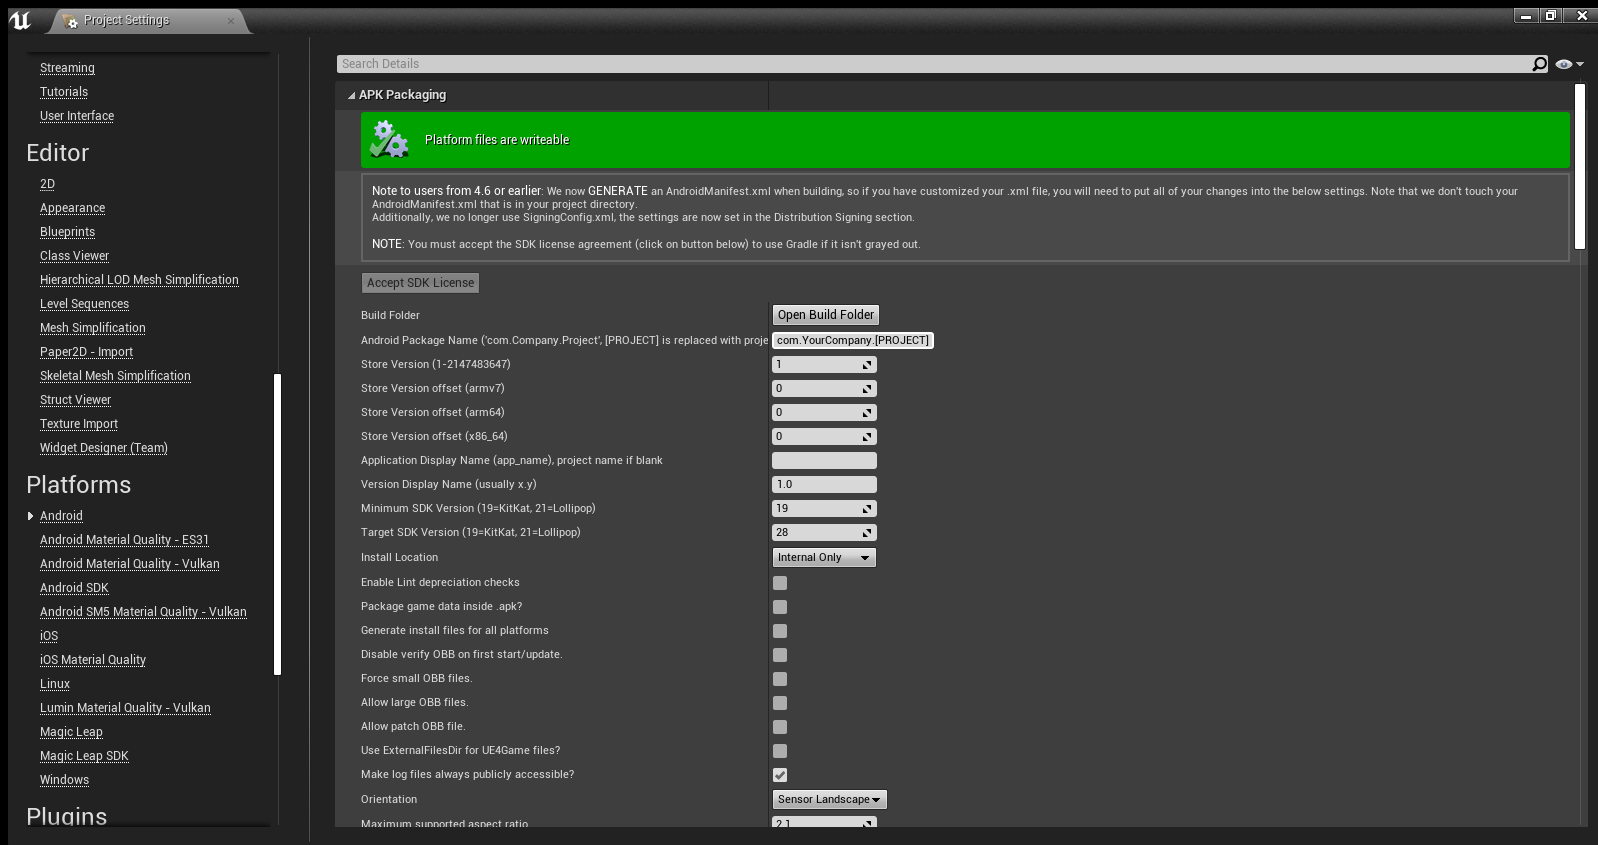 Project Settings
Streaming
Tutorials
User Interface
Editor
2D
Appearance
Blueprints
Class Viewer
Hierarchical LOD Mesh Simplification
Level Sequences
Mesh Simplification
Paper2D - Import
Skeletal Mesh Simplification
Struct Viewer
Texture Import
Widget Designer (Team)
Platforms
Android
Android Material Quality - ES31
Android Material Quality - Vulkan
Android SDK
Android SM5 Material Quality - Vulkan
iOS
iOS Material Quality
Linux
Lumin Material Quality - Vulkan
Magic Leap
Magic Leap SDK
Windows
Plugins
Search Details
APK Packaging
Platform files are writeable
Note to users from 4.6 or earlier: We now GENERATE an AndroidManifest.xml when building, so if you have customized your .xml file, you will need to put all of your changes into the below settings. Note that we don't touch your
AndroidManifest.xml that is in your project directory.
Additionally, we no longer use SigningConfig.xml, the settings are now set in the Distribution Signing section.
NOTE: You must accept the SDK license agreement (click on button below) to use Gradle if it isn't grayed out.
Accept SDK License
Build Folder Open Build Folder
Android Package Name ('com.Company.Project', [PROJECT] is replaced with proje com.YourCompany.[PROJECT]
Store Version (1-2147483647) 1
Store Version offset (armv7) 0
Store Version offset (arm64) 0
Store Version offset (x86_64) 0
Application Display Name (app_name), project name if blank
Version Display Name (usually x.y) 1.0
Minimum SDK Version (19=KitKat, 21=Lollipop) 19
Target SDK Version (19=KitKat, 21=Lollipop) 28
Install Location Internal Only
Enable Lint depreciation checks
Package game data inside .apk?
Generate install files for all platforms
Disable verify OBB on first start/update.
Force small OBB files.
Allow large OBB files.
Allow patch OBB file.
Use ExternalFilesDir for UE4Game files?
Make log files always publicly accessible?
Orientation Sensor Landscape
Maximum supported aspect ratio 2.1